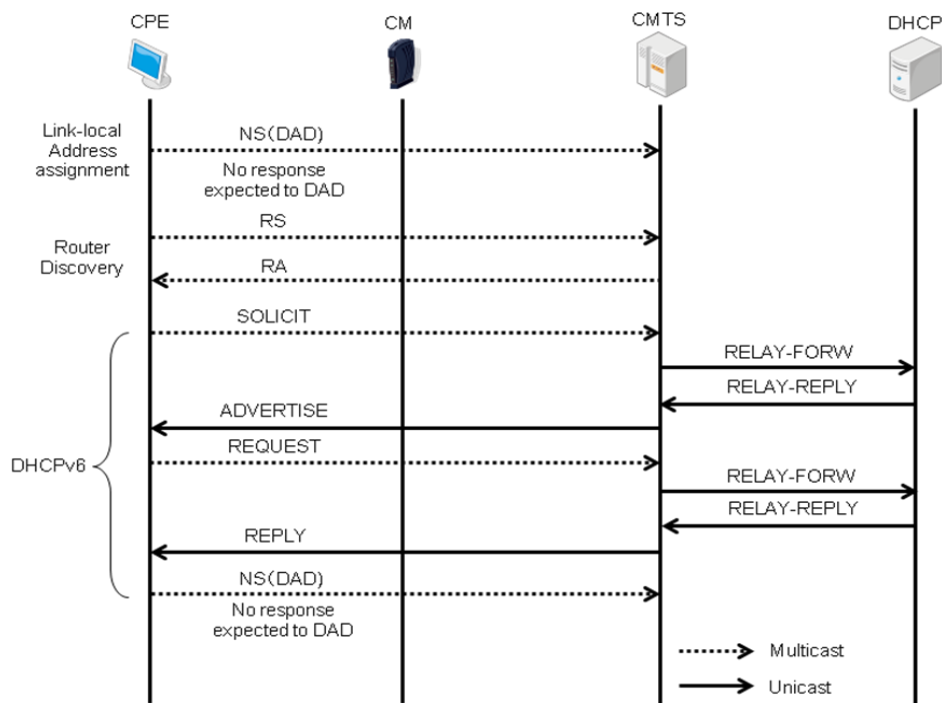 CPE
CM
CMTS
DHCP
Link-local
Address
assignment
NS(DAD)
No response
expected to DAD
RS
Router
Discovery
RA
SOLICIT
RELAY-FORW
RELAY-REPLY
ADVERTISE
REQUEST
DHCPv6
RELAY-FORW
RELAY-REPLY
REPLY
NS(DAD)
No response
expected to DAD
Multicast
Unicast